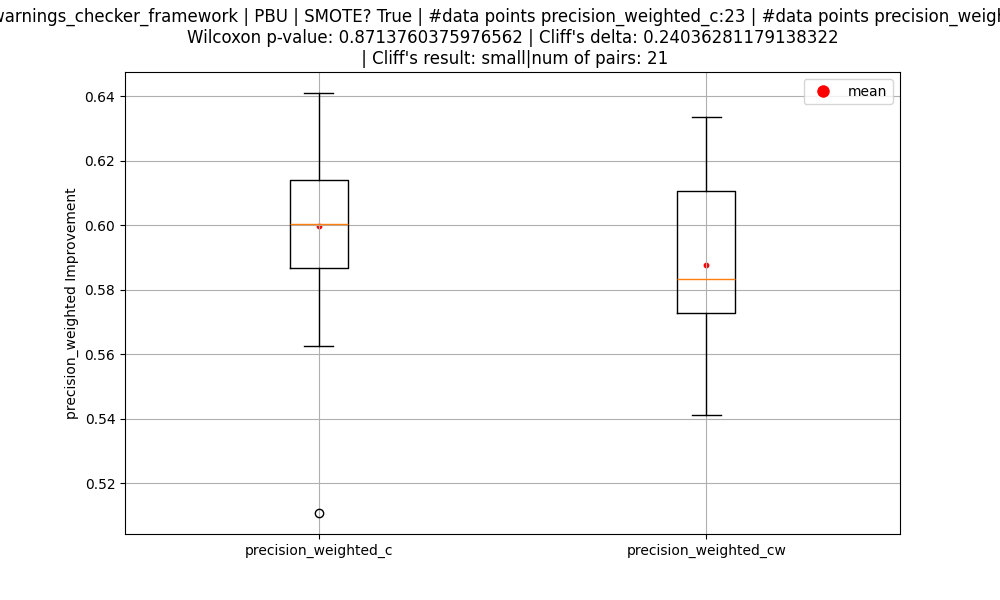 warnings_checker_framework | PBU | SMOTE? True | #data points precision_weighted_c:23 | #data points
Wilcoxon p-value: 0.8713760375976562 | Cliff's delta: 0.24036281179138322
| Cliff's result: small|num of pairs: 21
mean
0.64
0.62
0.60
0.58
0.56
0.54
0.52
precision_weighted Improvement
precision_weighted_c
precision_weighted_cw